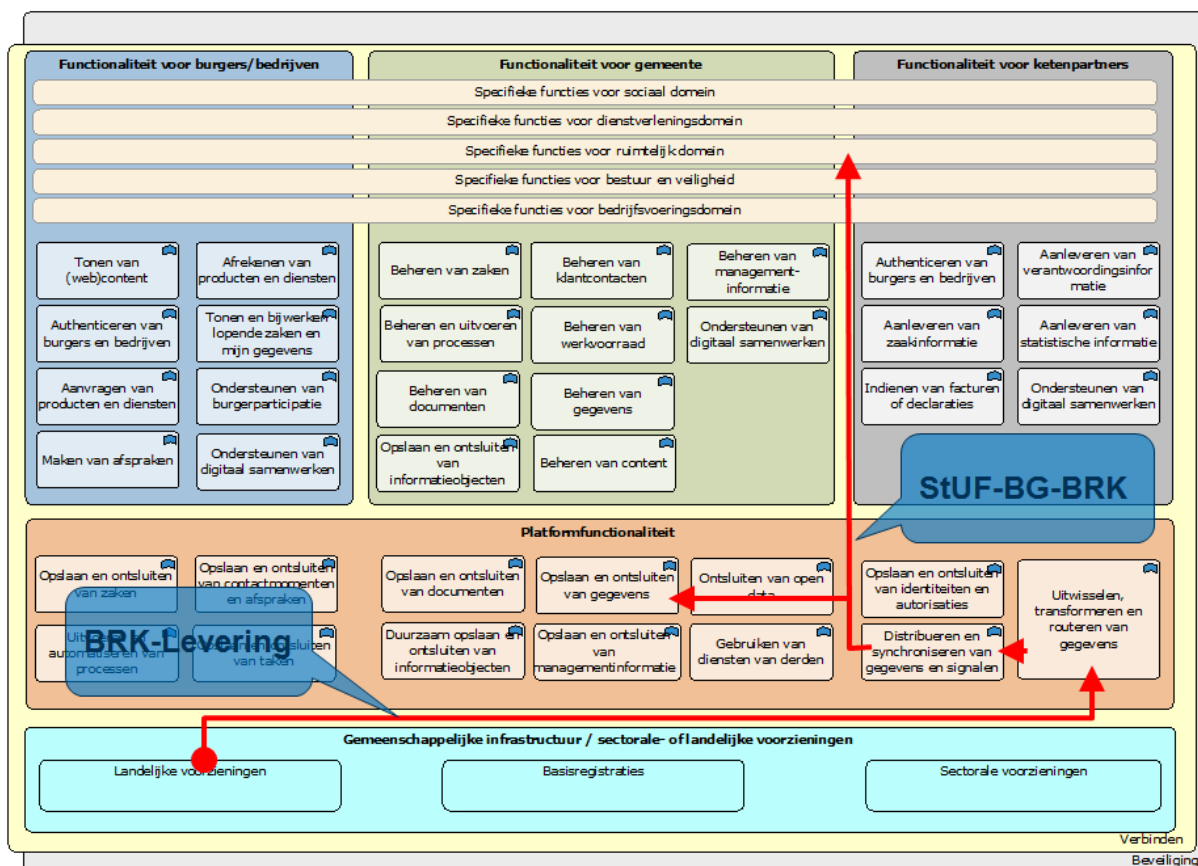 Functionaliteit voor burgers/bedrijven
Functionaliteit voor gemeente
Functionaliteit voor ketenpartners
Specifieke functies voor sociaal domein
Specifieke functies voor dienstverleningsdomein
Specifieke functies voor ruimtelijk domein
Specifieke functies voor bestuur en veiligheid
Specifieke functies voor bedrijfsvoeringsdomein
Tonen van
(web)content
Afrekenen van
producten en diensten
Authenticeren van
burgers en bedrijven
Tonen en bijwerken
lopende zaken en
mijn gegevens
Aanvragen van
producten en diensten
Ondersteunen van
burgerparticipatie
Maken van afspraken
Ondersteunen van
digitaal samenwerken
Beheren van zaken
Beheren van
klantcontacten
Beheren van
management-
informatie
Beheren en uitvoeren
van processen
Beheren van
werkvoorraad
Ondersteunen van
digitaal samenwerken
Beheren van
documenten
Beheren van
gegevens
Opslaan en ontsluiten
van
informatieobjecten
Beheren van content
Authenticeren van
burgers en bedrijven
Aanleveren van
verantwoordingsinfor
matie
Aanleveren van
zaakinformatie
Aanleveren van
statistische informatie
Indienen van facturen
of declaraties
Ondersteunen van
digitaal samenwerken
StUF-BG-BRK
Platformfunctionaliteit
Opslaan en ontsluiten
van zaken
Opslaan en ontsluiten
van contactmomenten
en afspraken
Opslaan en ontsluiten
van documenten
Opslaan en ontsluiten
van gegevens
Ontsluiten van open
data
Opslaan en ontsluiten
van identiteiten en
autorisaties
Uitwisselen,
transformeren en
routeren van
gegevens
BRK-Levering
automatiseren van
processen
van taken
Duurzaam opslaan en
ontsluiten van
informatieobjecten
Opslaan en ontsluiten
van
managementinformatie
Gebruiken van
diensten van derden
Distribueren en
synchroniseren van
gegevens en signalen
Gemeenschappelijke infrastructuur / sectorale- of landelijke voorzieningen
Landelijke voorzieningen
Basisregistraties
Sectorale voorzieningen
Verbinden
Beveiliging